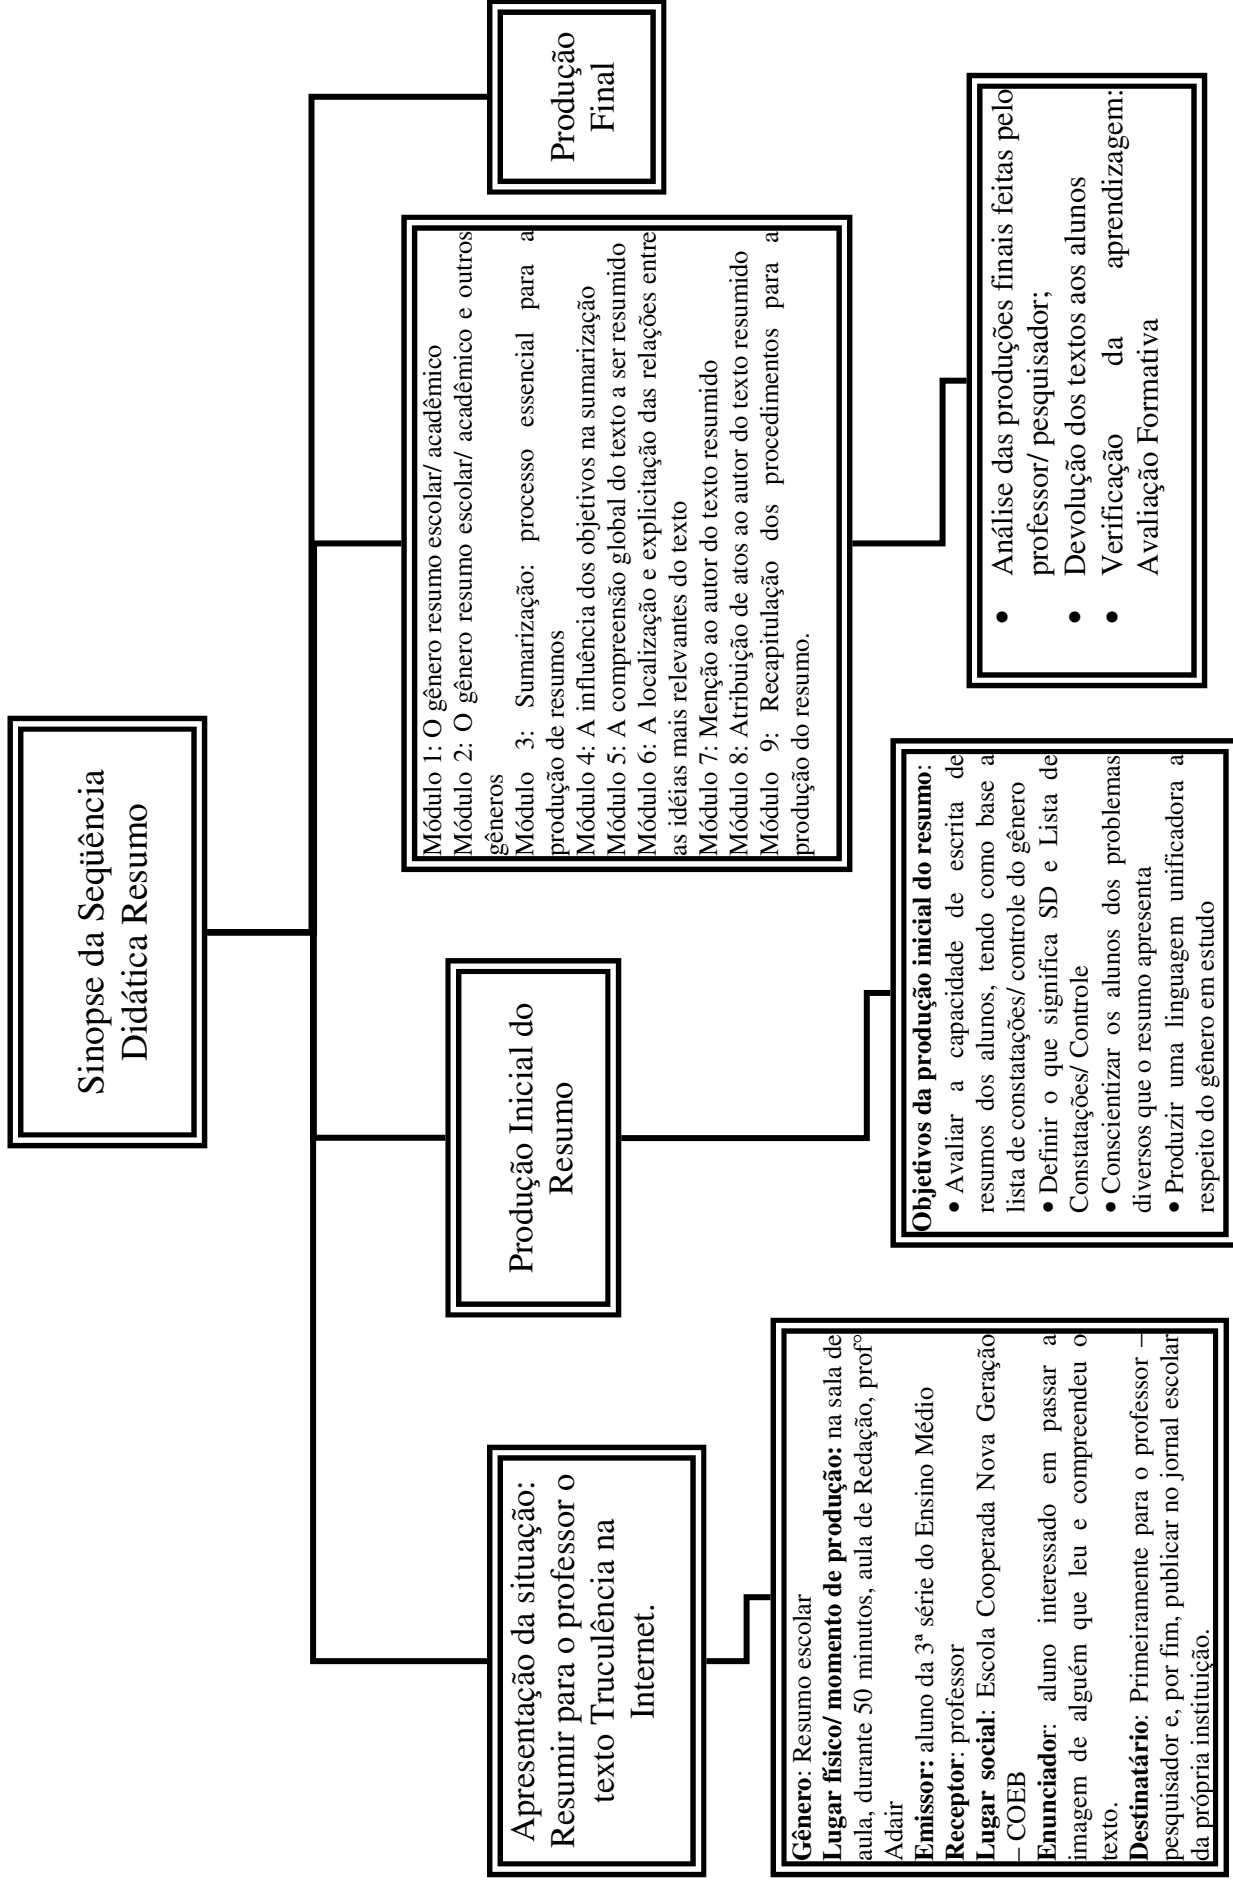 Sinopse da Seqüência
Didática Resumo
Apresentação da situação:
Resumir para o professor o
texto Truculência na
Internet.
Produção Inicial do
Resumo
Módulo 1: O gênero resumo escolar/ acadêmico
Módulo 2: O gênero resumo escolar/ acadêmico e outros
gêneros
Módulo 3: Sumarização: processo essencial para a
produção de resumos
Módulo 4: A influência dos objetivos na sumarização
Módulo 5: A compreensão global do texto a ser resumido
Módulo 6: A localização e explicitação das relações entre
as idéias mais relevantes do texto
Módulo 7: Menção ao autor do texto resumido
Módulo 8: Atribuição de atos ao autor do texto resumido
Módulo 9: Recapitulação dos procedimentos para a
produção do resumo.
Produção
Final
Gênero: Resumo escolar
Lugar físico/ momento de produção: na sala de
aula, durante 50 minutos, aula de Redação, prof°
Adair
Emissor: aluno da 3ª série do Ensino Médio
Receptor: professor
Lugar social: Escola Cooperada Nova Geração
– COEB
Enunciador: aluno interessado em passar a
imagem de alguém que leu e compreendeu o
texto.
Destinatário: Primeiramente para o professor –
pesquisador e, por fim, publicar no jornal escolar
da própria instituição.
Objetivos da produção inicial do resumo:
• Avaliar a capacidade de escrita de
resumos dos alunos, tendo como base a
lista de constatações/ controle do gênero
• Definir o que significa SD e Lista de
Constatações/ Controle
• Conscientizar os alunos dos problemas
diversos que o resumo apresenta
• Produzir uma linguagem unificadora a
respeito do gênero em estudo
• Análise das produções finais feitas pelo
professor/ pesquisador;
• Devolução dos textos aos alunos
• Verificação da aprendizagem:
Avaliação Formativa